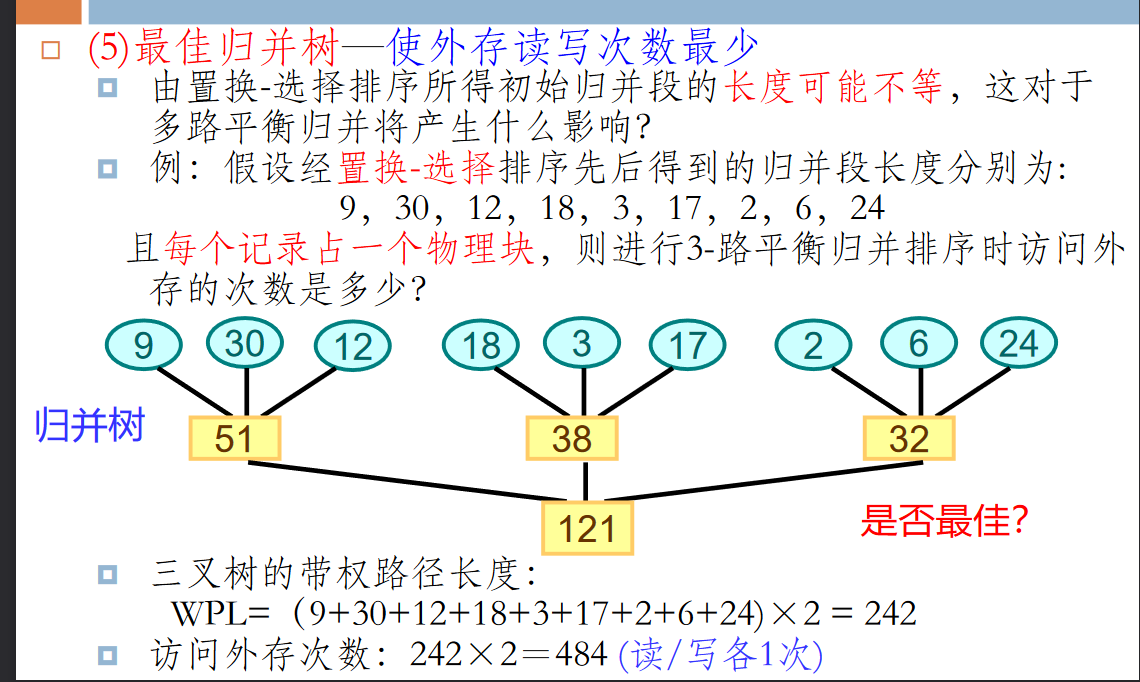 (5)最佳归并树—使外存读写次数最少
由置换-选择排序所得初始归并段的长度可能不等，这对于
多路平衡归并将产生什么影响？
例：假设经置换-选择排序先后得到的归并段长度分别为：
9，30，12，18，3，17，2，6，24
且每个记录占一个物理块，则进行3-路平衡归并排序时访问外
存的次数是多少？
9 30 12 18 3 17 2 6 24
归并树
51 38 32
是否最佳？
121
三叉树的带权路径长度：
WPL=（9+30+12+18+3+17+2+6+24)×2 = 242
访问外存次数：242×2＝484 (读/写各1次)